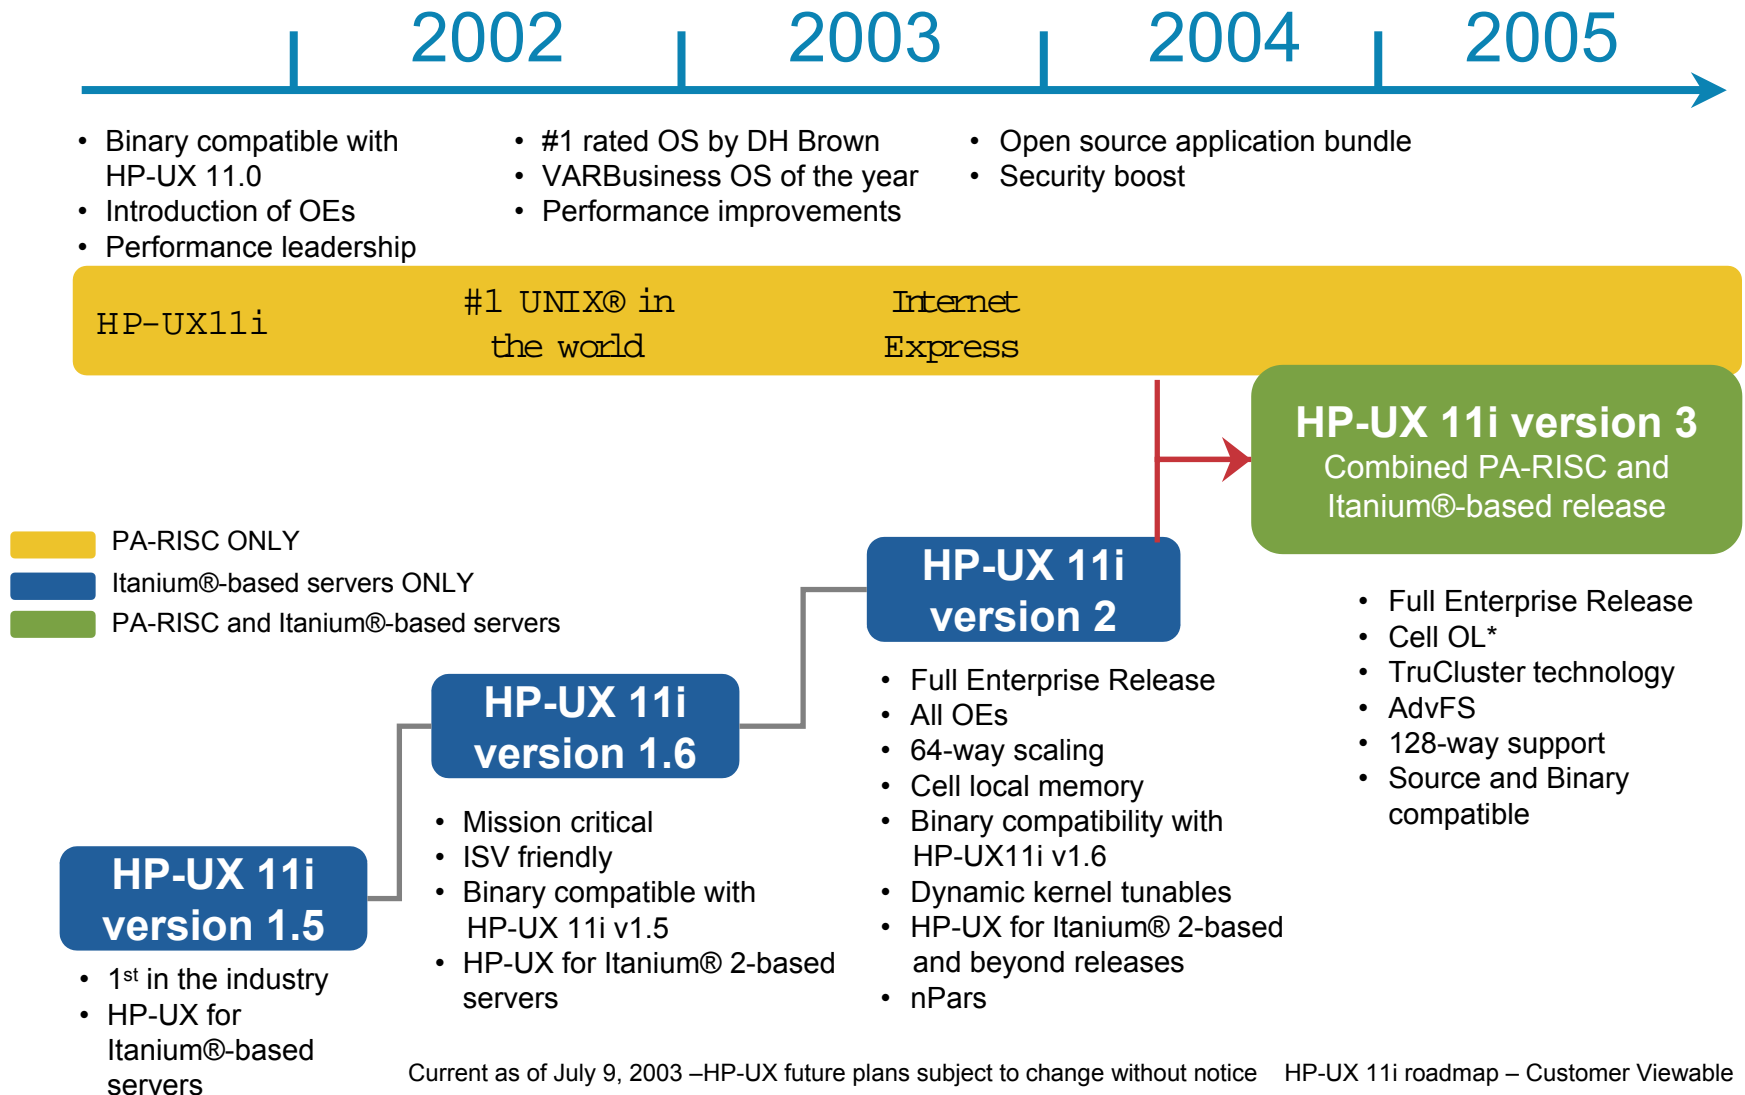 2002 2003 2004 2005
• Binary compatible with
HP-UX 11.0
• Introduction of OEs
• Performance leadership
• #1 rated OS by DH Brown
• VARBusiness OS of the year
• Performance improvements
• Open source application bundle
• Security boost
HP-UX11i
#1 UNIX® in
the world
Internet
Express
HP-UX 11i version 3
Combined PA-RISC and
Itanium®-based release
PA-RISC ONLY
Itanium®-based servers ONLY
PA-RISC and Itanium®-based servers
HP-UX 11i
version 1.5
• 1st in the industry
• HP-UX for
Itanium®-based
servers
HP-UX 11i
version 1.6
• Mission critical
• ISV friendly
• Binary compatible with
HP-UX 11i v1.5
• HP-UX for Itanium® 2-based
servers
HP-UX 11i
version 2
• Full Enterprise Release
• All OEs
• 64-way scaling
• Cell local memory
• Binary compatibility with
HP-UX11i v1.6
• Dynamic kernel tunables
• HP-UX for Itanium® 2-based
and beyond releases
• nPars
• Full Enterprise Release
• Cell OL*
• TruCluster technology
• AdvFS
• 128-way support
• Source and Binary
compatible
Current as of July 9, 2003 –HP-UX future plans subject to change without notice HP-UX 11i roadmap – Customer Viewable